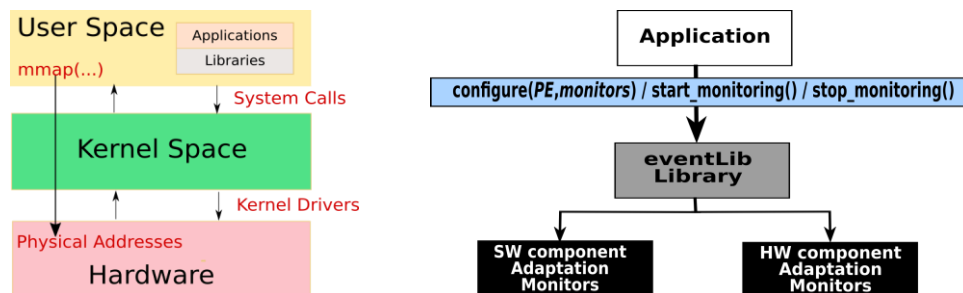 User Space
Applications
Libraries
mmap(...)
System Calls
Kernel Space
Kernel Drivers
Physical Addresses
Hardware
Application
configure(PE,monitors) / start_monitoring() / stop_monitoring()
eventLib
Library
SW component
Adaptation
Monitors
HW component
Adaptation
Monitors